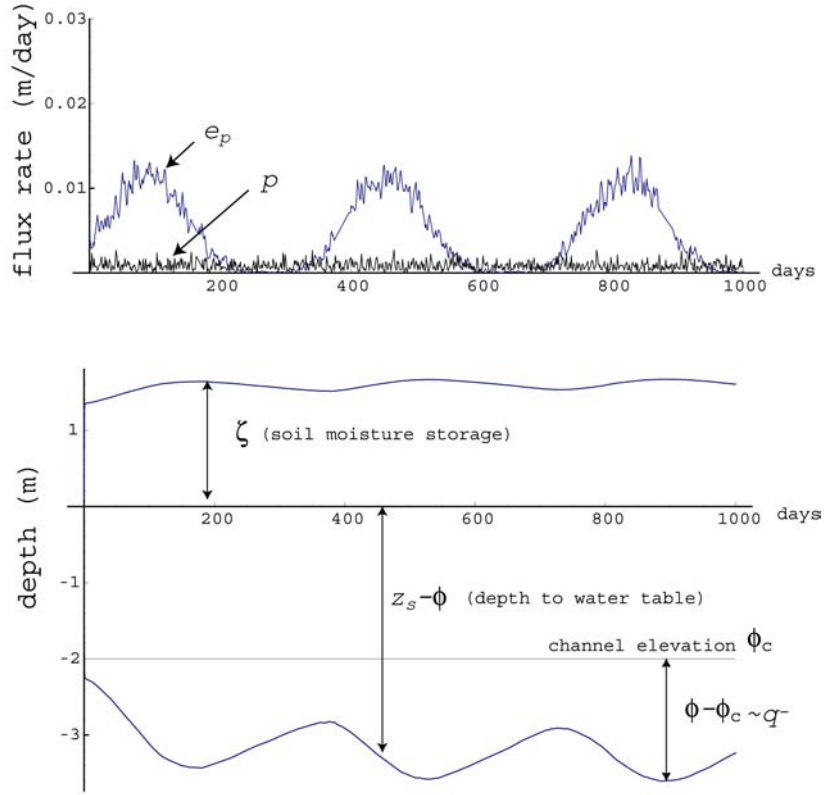 flux rate (m/day)
0.03
0.02
0.01
e_p
p
200
400
600
800
1000
days
depth (m)
1
-1
-2
-3
ζ (soil moisture storage)
200
400
600
800
1000
days
z_s-ϕ (depth to water table)
channel elevation ϕ_c
ϕ-ϕ_c ~q⁻